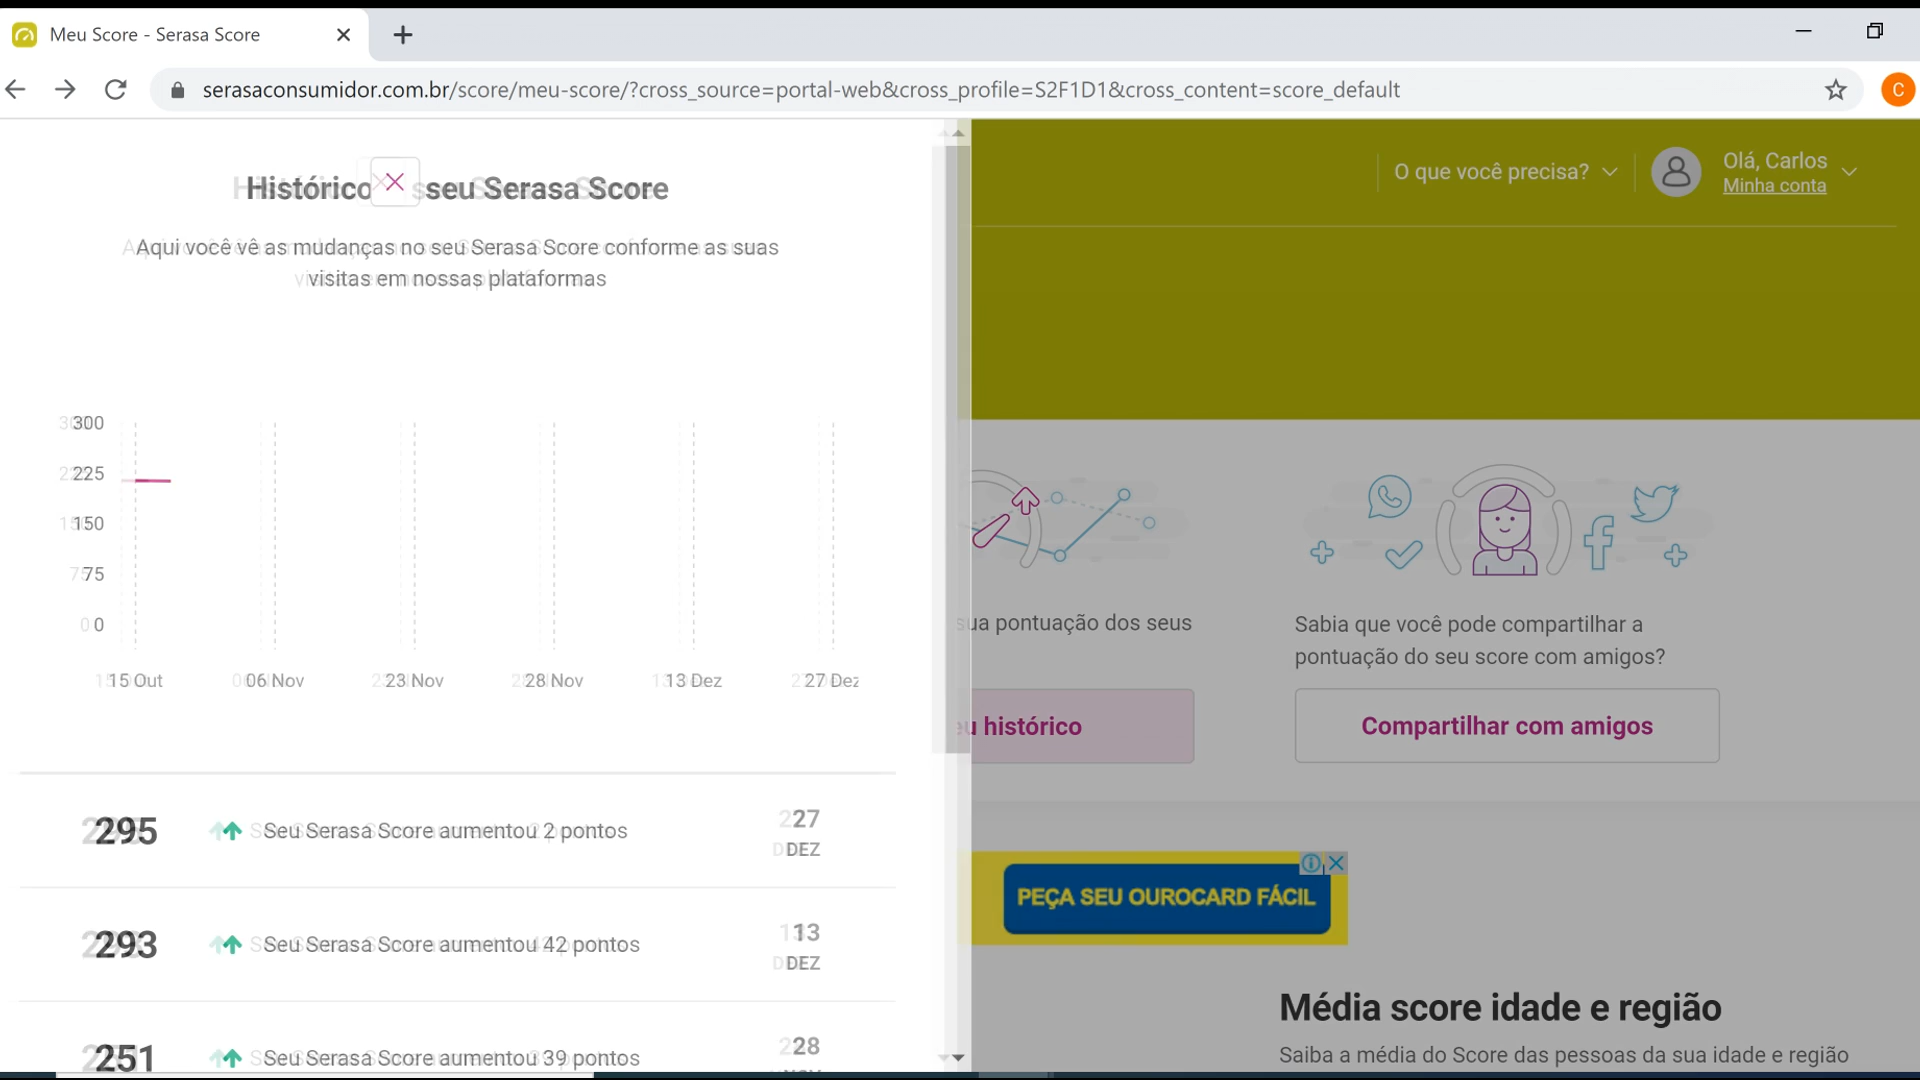 Meu Score - Serasa Score
serasaconsumidor.com.br/score/meu-score/?cross_source=portal-web&cross_profile=S2F1D1&cross_content=score_default
C
Histórico seu Serasa Score
Aqui você vê as mudanças no seu Serasa Score conforme as suas
visitas em nossas plataformas
300
225
150
75
0
15 Out
06 Nov
23 Nov
28 Nov
13 Dez
27 Dez
295
Seu Serasa Score aumentou 2 pontos
27
DEZ
293
Seu Serasa Score aumentou 42 pontos
13
DEZ
251
Seu Serasa Score aumentou 39 pontos
28
O que você precisa?
Olá, Carlos
Minha conta
sua pontuação dos seus
histórico
Sabia que você pode compartilhar a
pontuação do seu score com amigos?
Compartilhar com amigos
PEÇA SEU OUROCARD FÁCIL
Média score idade e região
Saiba a média do Score das pessoas da sua idade e região